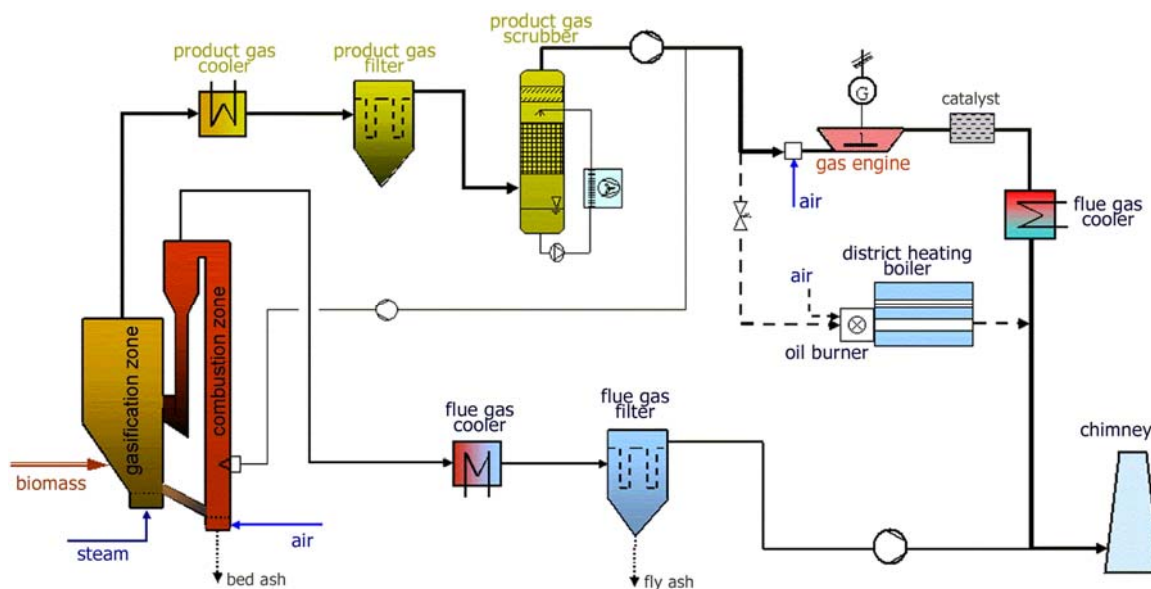 product gas
cooler
product gas
filter
product gas
scrubber
G
catalyst
gas engine
air
flue gas
cooler
district heating
boiler
air
oil burner
gasification zone
combustion zone
flue gas
cooler
flue gas
filter
chimney
biomass
steam
air
bed ash
fly ash